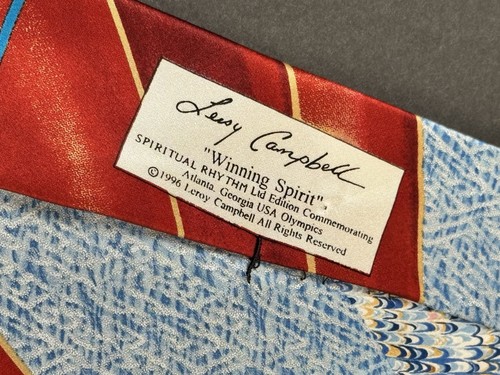 Leroy Campbell
"Winning Spirit",
SPIRITUAL RHYTHM Ltd Edition Commemorating
Atlanta, Georgia USA Olympics
©1996 Leroy Campbell All Rights Reserved